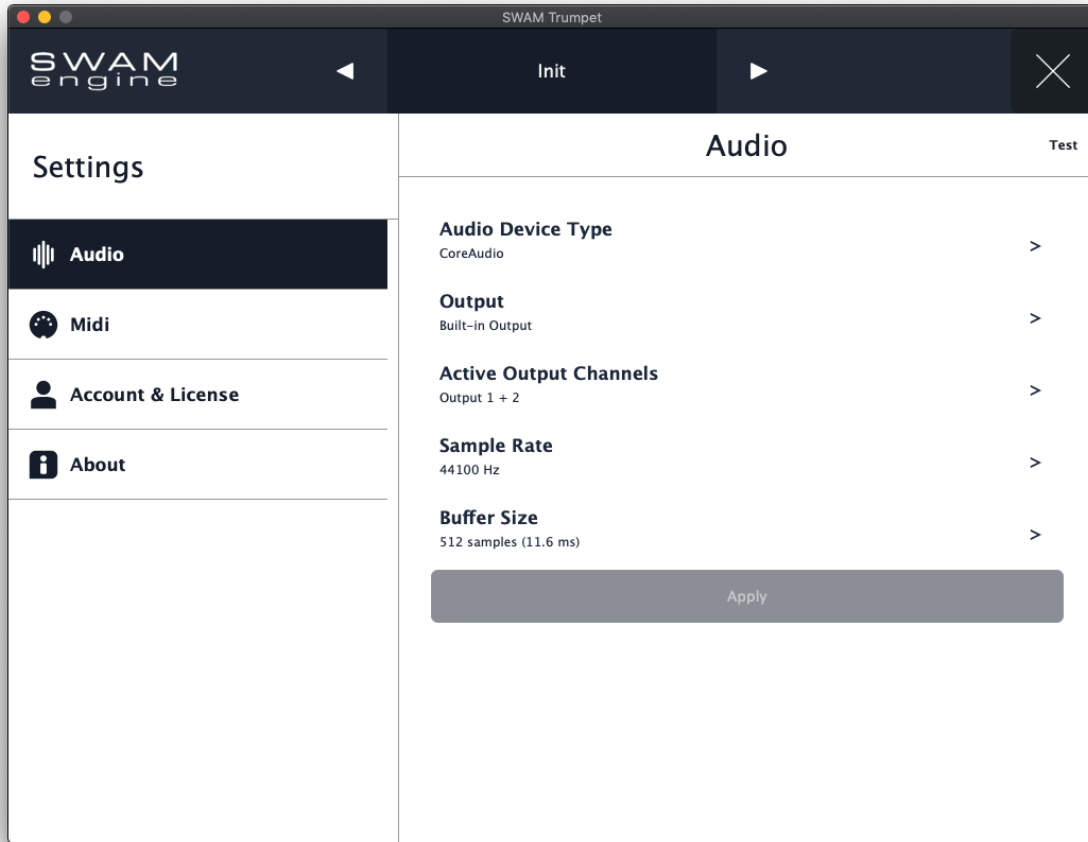 SWAM Trumpet
SWAM
engine
Init
Settings
Audio
Midi
Account & License
About
Audio
Test
Audio Device Type
CoreAudio
>
Output
Built-in Output
>
Active Output Channels
Output 1 + 2
>
Sample Rate
44100 Hz
>
Buffer Size
512 samples (11.6 ms)
>
Apply